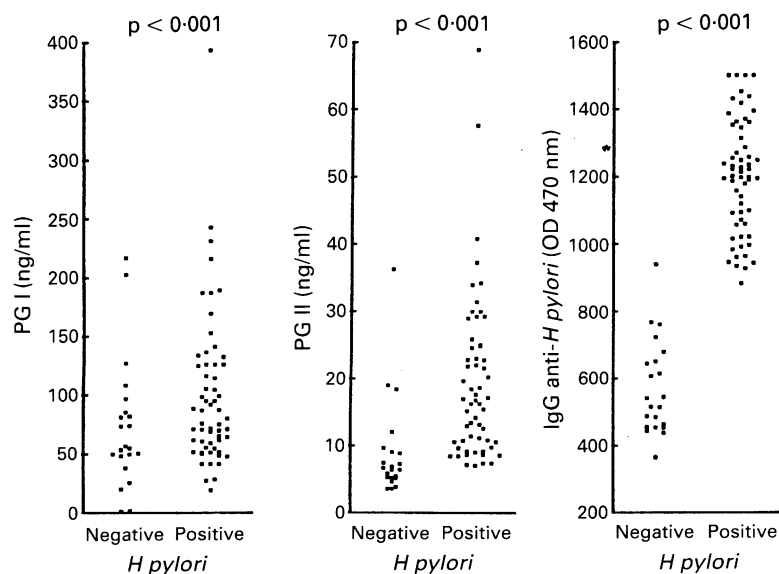 p < 0·001
PG I (ng/ml)
400
350
300
250
200
150
100
50
0
Negative Positive
H pylori
p < 0·001
PG II (ng/ml)
70
60
50
40
30
20
10
0
Negative Positive
H pylori
p < 0·001
IgG anti-H pylori (OD 470 nm)
1600
1400
1200
1000
800
600
400
200
Negative Positive
H pylori